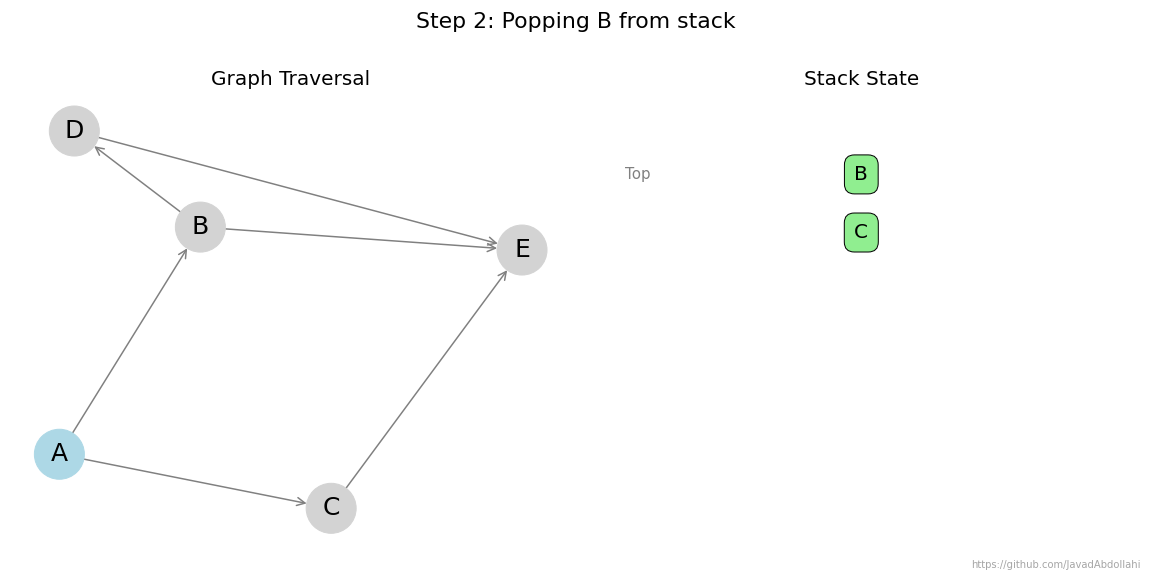 Step 2: Popping B from stack
Graph Traversal
Stack State
D
B
E
A
C
Top
B
C
https://github.com/JavadAbdollahi